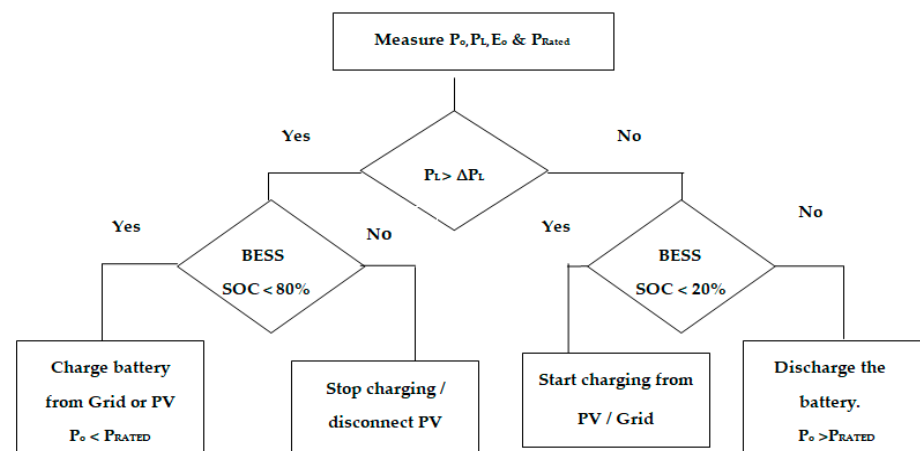 Measure Po,PL,Eo & PRated
Yes
No
PL> ΔPL
Yes
No
Yes
No
BESS
SOC < 80%
BESS
SOC < 20%
Charge battery
from Grid or PV
Po < PRATED
Stop charging /
disconnect PV
Start charging from
PV / Grid
Discharge the
battery.
Po >PRATED